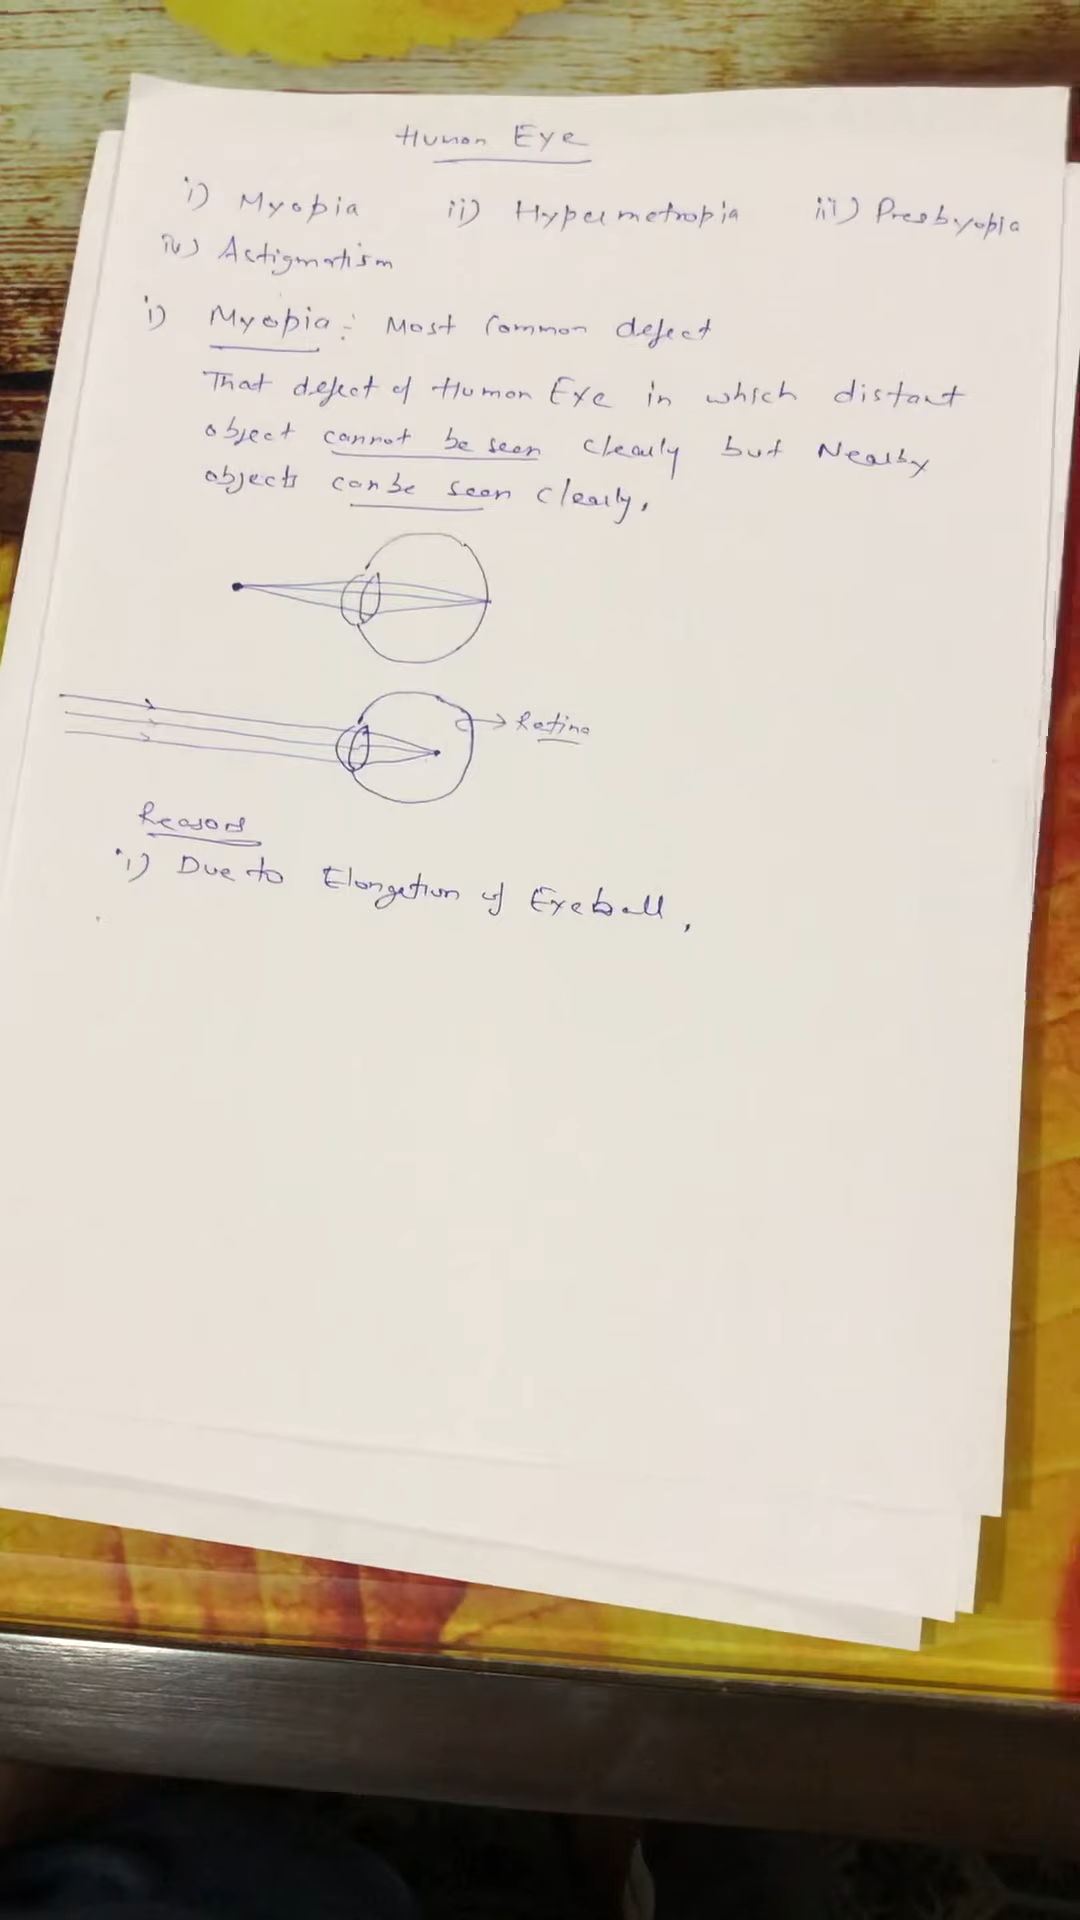 Human Eye
i) Myopia ii) Hypermetropia iii) Presbyopia
iv) Astigmatism
i) Myopia: Most Common defect
That defect of Human Eye in which distant
object cannot be seen clearly but Nearby
objects can be seen clearly.
→ Retina
Reasons
i) Due to Elongation of Eyeball,